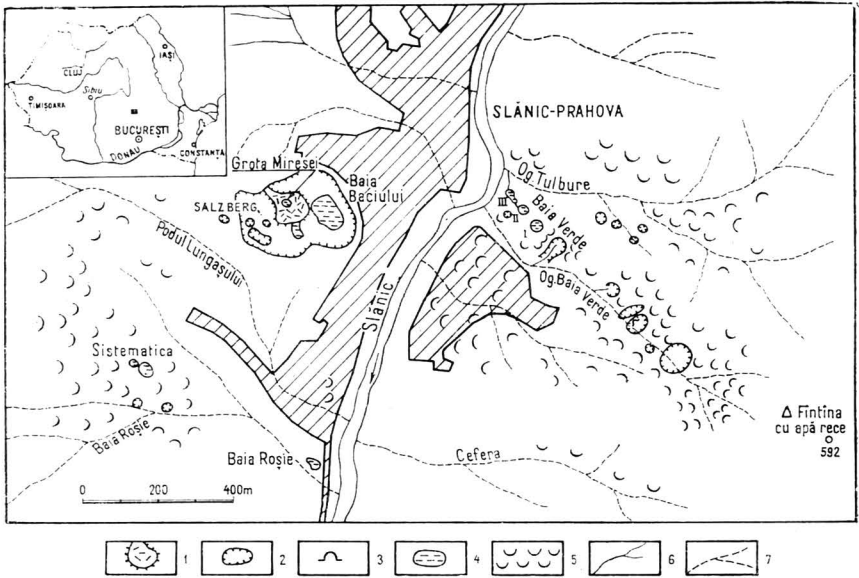 IAȘI
CLUJ
Sibiu
TIMIȘOARA
BUCUREȘTI
DONAU
CONSTANȚA
SLĂNIC-PRAHOVA
Grota Miresei
Baia
Baciului
SALZBERG
Podul Lungașului
Og. Tulbure
Baia Verde
III
II
I
Og. Baia Verde
Slănic
Sistematica
Baia Roșie
Baia Roșie
Cefera
Δ Fîntîna
cu apă rece
592
0 200 400m
1 2 3 4 5 6 7